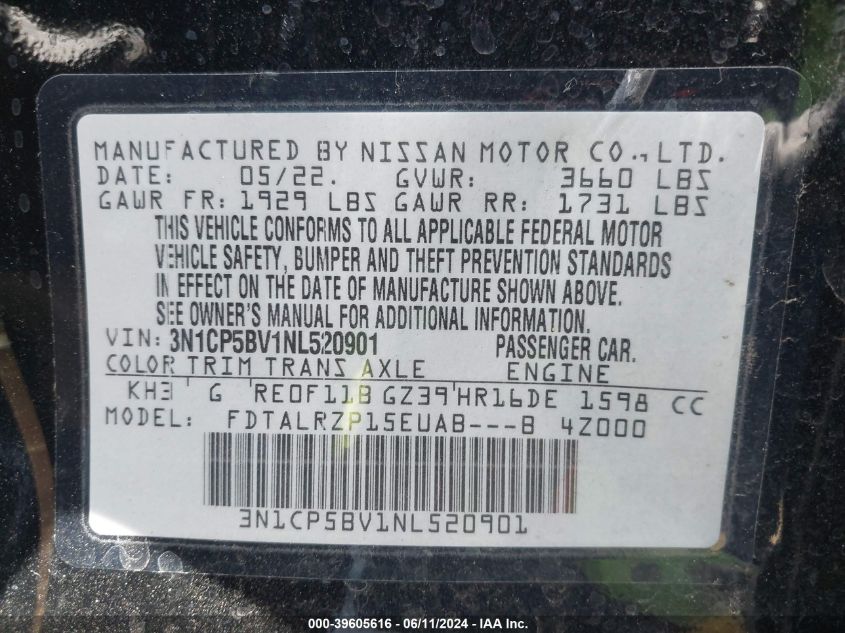 MANUFACTURED BY NISSAN MOTOR CO.,LTD.
DATE: 05/22. GVWR: 3660 LBS
GAWR FR: 1929 LBS GAWR RR: 1731 LBS
THIS VEHICLE CONFORMS TO ALL APPLICABLE FEDERAL MOTOR
VEHICLE SAFETY, BUMPER AND THEFT PREVENTION STANDARDS
IN EFFECT ON THE DATE OF MANUFACTURE SHOWN ABOVE.
SEE OWNER'S MANUAL FOR ADDITIONAL INFORMATION.
VIN: 3N1CP5BV1NL520901 PASSENGER CAR.
COLOR TRIM TRANS AXLE ENGINE
KH3 G RE0F11B GZ39 HR16DE 1598 CC
MODEL: FDTALRZP15EUAB---B 4Z000
3N1CP5BV1NL520901
000-39605616 - 06/11/2024 - IAA Inc.